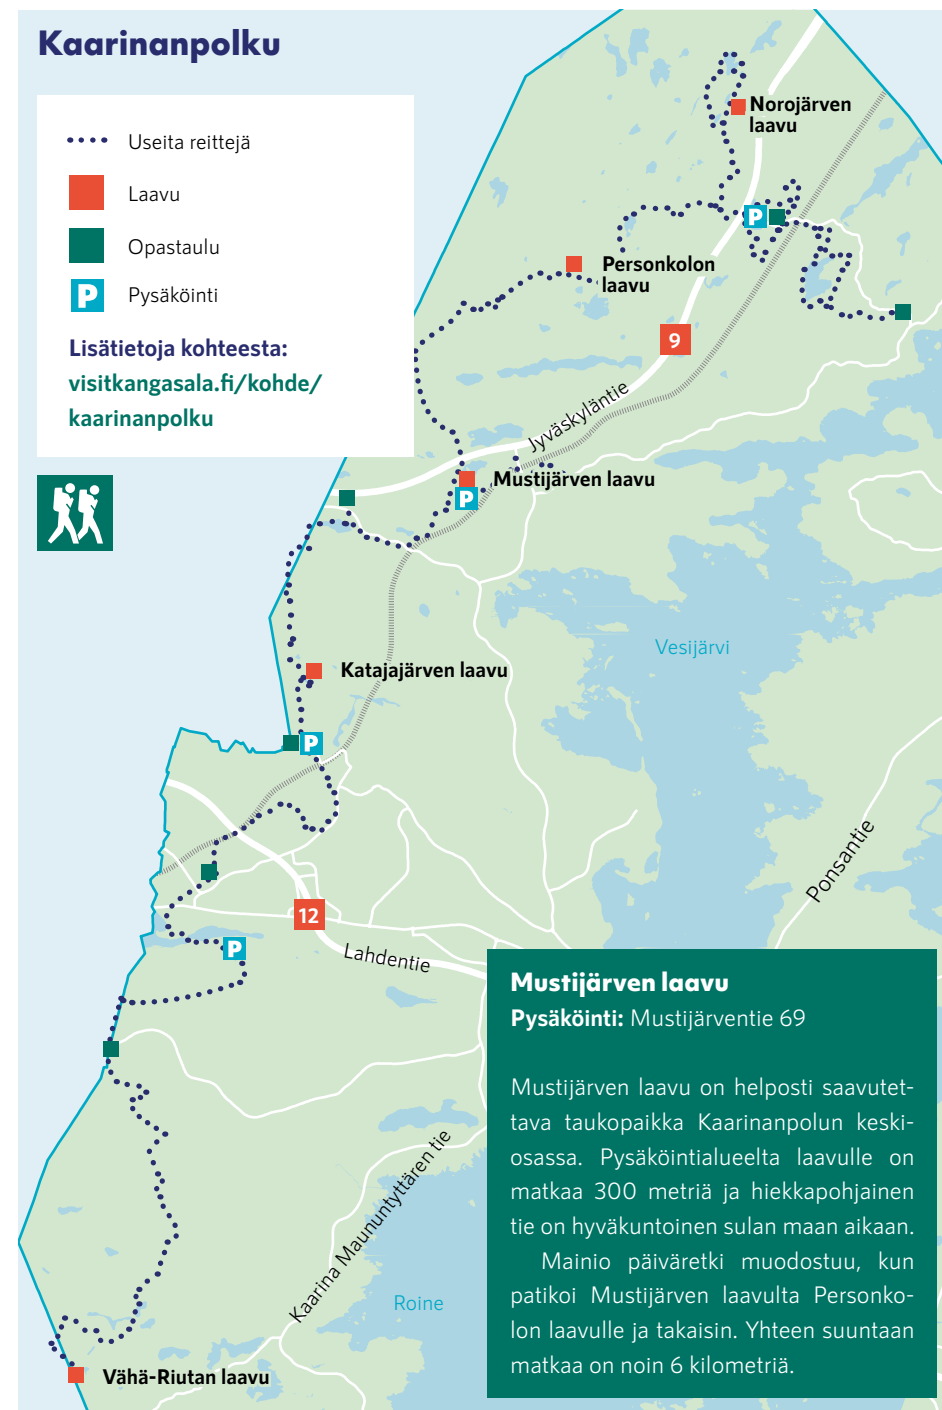 Kaarinanpolku
Useita reittejä
Laavu
Opastaulu
P
Pysäköinti
Lisätietoja kohteesta:
visitkangasala.fi/kohde/
kaarinanpolku
Norojärven
laavu
P
Personkolon
laavu
9
Jyväskyläntie
Mustijärven laavu
P
Vesijärvi
Katajajärven laavu
P
Ponsantie
12
Lahdentie
P
Kaarina Maununtyttären tie
Roine
Vähä-Riutan laavu
Mustijärven laavu
Pysäköinti: Mustijärventie 69
Mustijärven laavu on helposti saavutet-
tava taukopaikka Kaarinanpolun keski-
osassa. Pysäköintialueelta laavulle on
matkaa 300 metriä ja hiekkapohjainen
tie on hyväkuntoinen sulan maan aikaan.
Mainio päiväretki muodostuu, kun
patikoi Mustijärven laavulta Personko-
lon laavulle ja takaisin. Yhteen suuntaan
matkaa on noin 6 kilometriä.